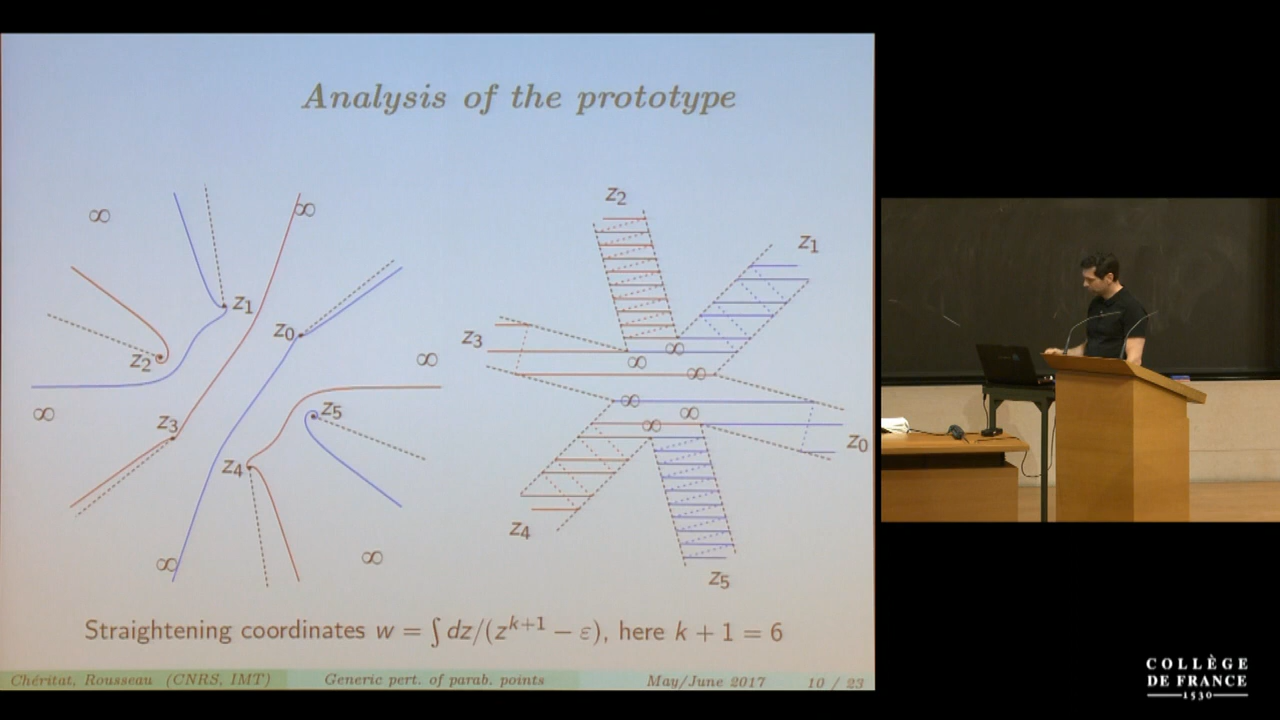 Analysis of the prototype
∞
∞
z1
z0
z2
∞
∞
z3
z5
z4
∞
∞
z2
z1
z3
∞
∞
∞
∞
∞
∞
z0
z4
z5
Straightening coordinates w = ∫ dz/(z^{k+1} − ε), here k + 1 = 6
Chéritat, Rousseau (CNRS, IMT) Generic pert. of parab. points May/June 2017 10 / 23
COLLÈGE
DE FRANCE
1530